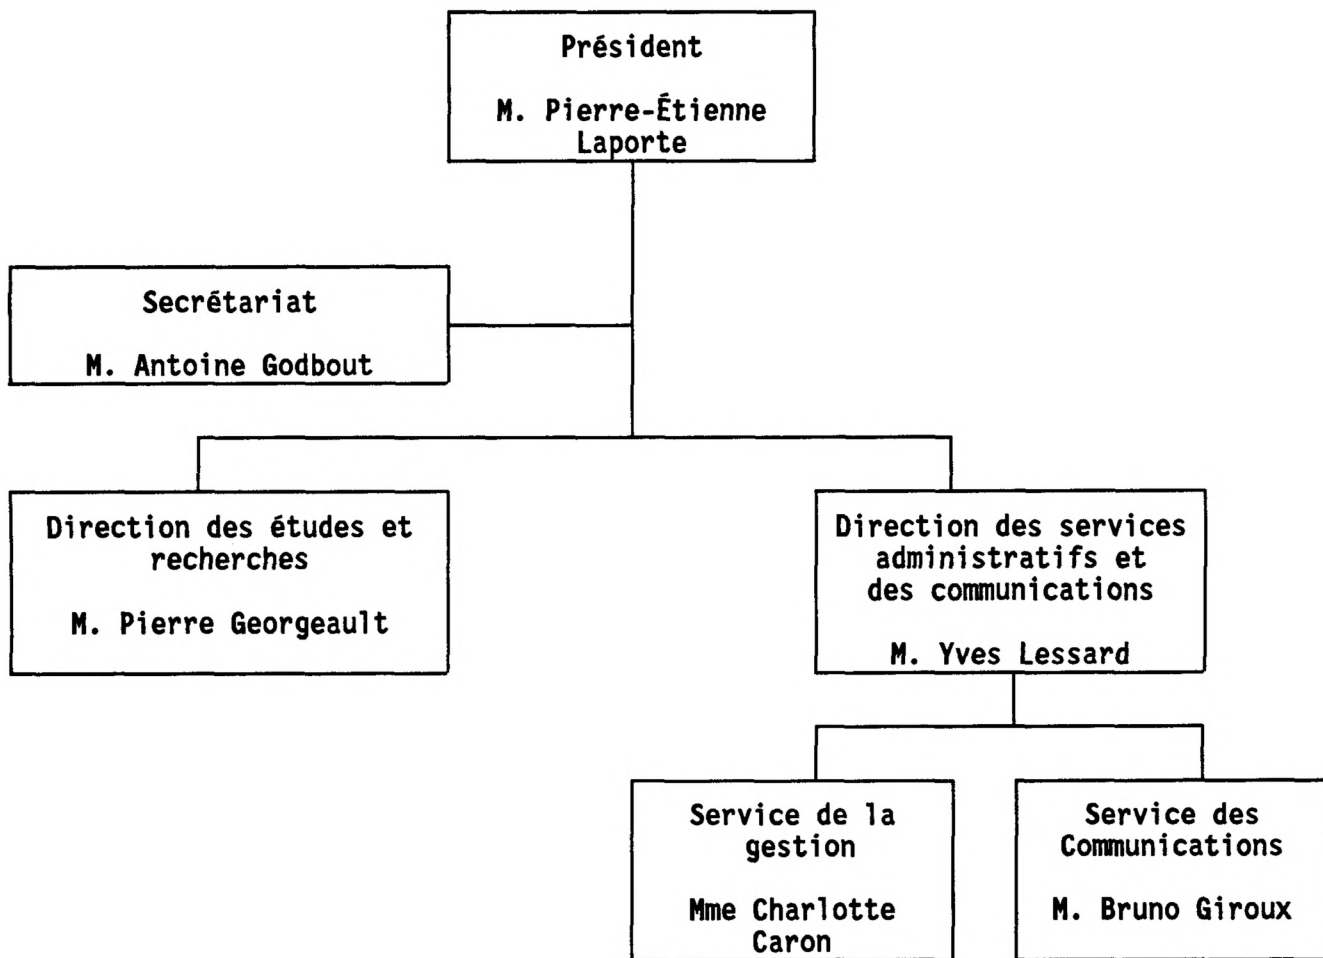 Président
M. Pierre-Étienne
Laporte
Secrétariat
M. Antoine Godbout
Direction des études et
recherches
M. Pierre Georgeault
Direction des services
administratifs et
des communications
M. Yves Lessard
Service de la
gestion
Mme Charlotte
Caron
Service des
Communications
M. Bruno Giroux